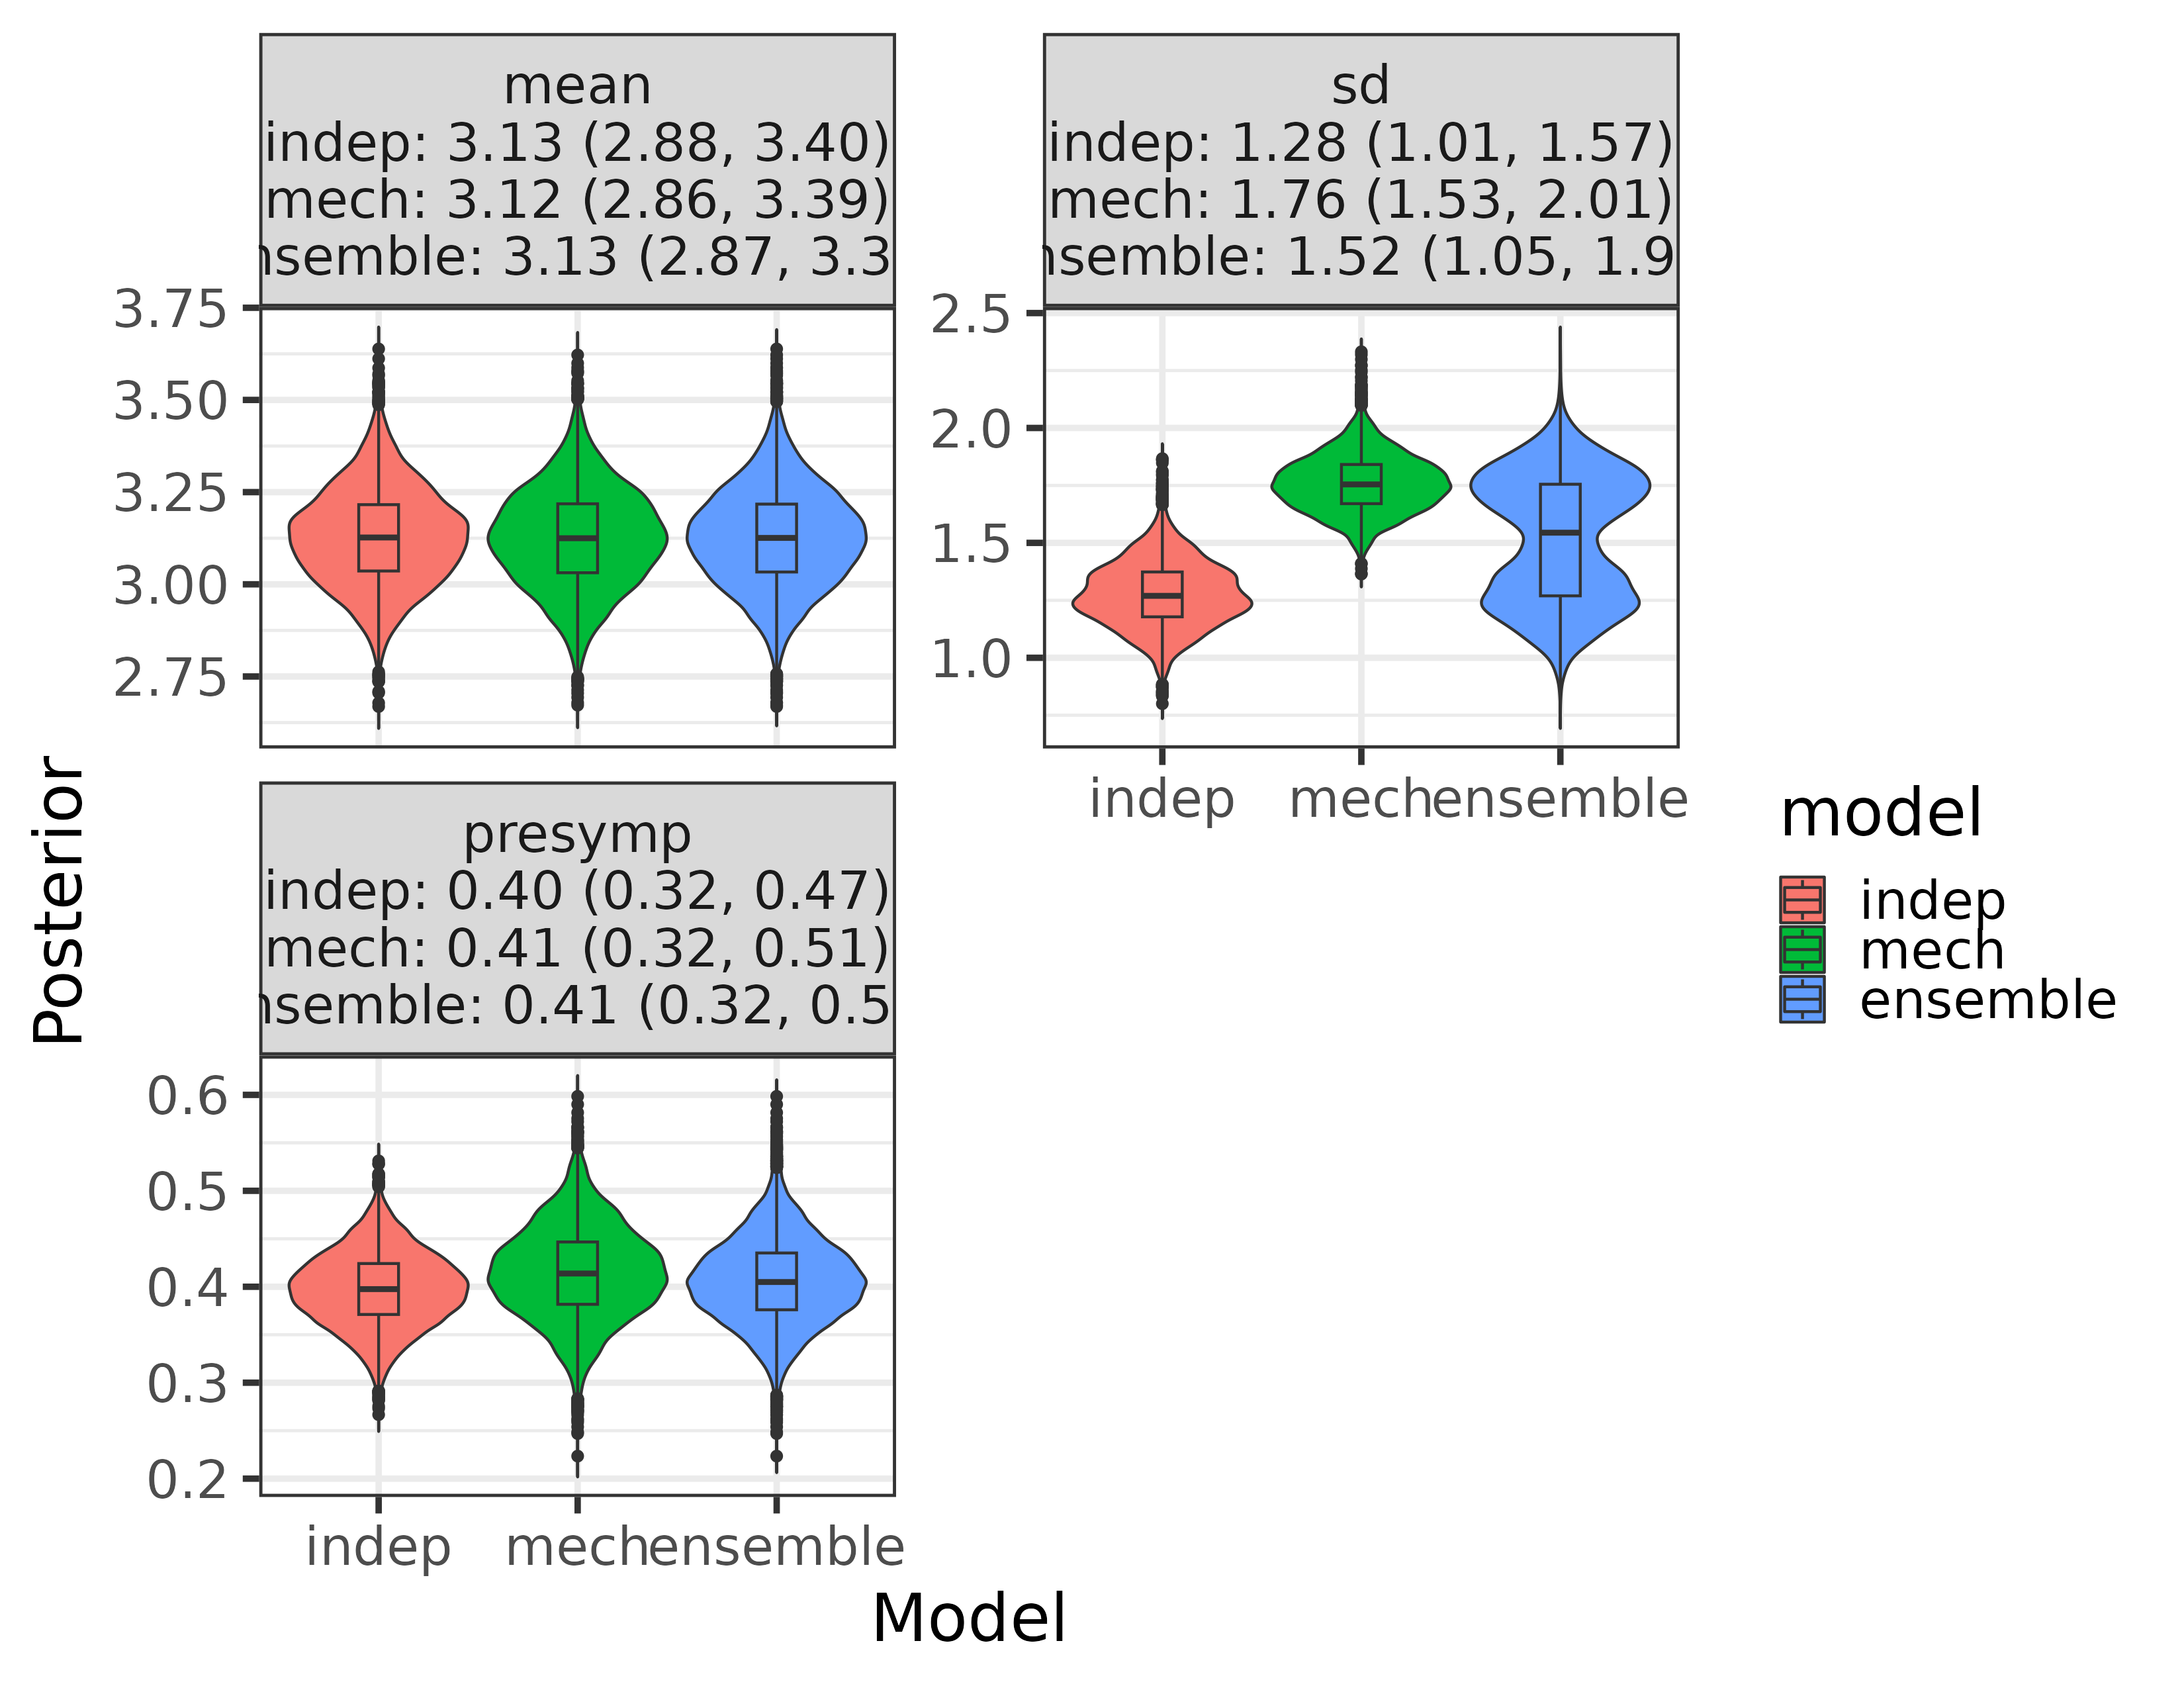 mean
indep: 3.13 (2.88, 3.40)
mech: 3.12 (2.86, 3.39)
nsemble: 3.13 (2.87, 3.3
3.75
3.50
3.25
3.00
2.75
sd
indep: 1.28 (1.01, 1.57)
mech: 1.76 (1.53, 2.01)
nsemble: 1.52 (1.05, 1.9
2.5
2.0
1.5
1.0
indep mech ensemble
presymp
indep: 0.40 (0.32, 0.47)
mech: 0.41 (0.32, 0.51)
nsemble: 0.41 (0.32, 0.5
0.6
0.5
0.4
0.3
0.2
indep mech ensemble
Posterior
Model
model
indep
mech
ensemble